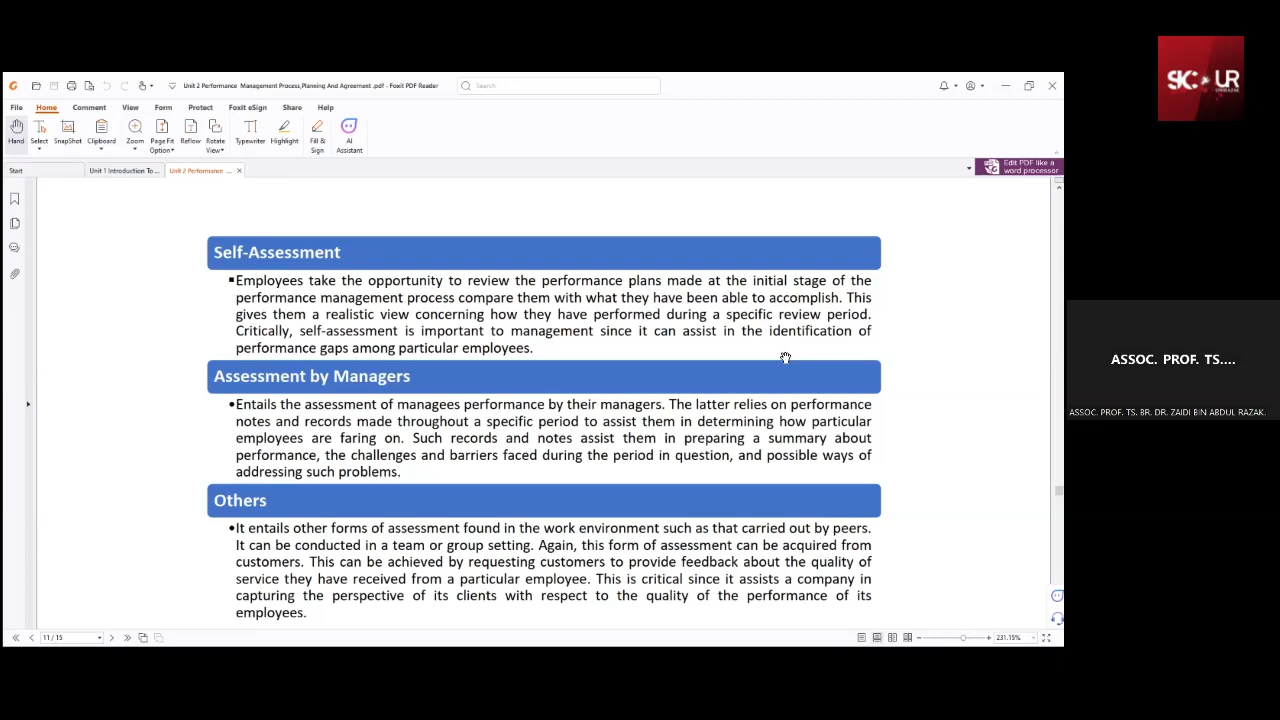 SK UR
Unit 2 Performance Management Process,Planning And Agreement .pdf - Foxit PDF Reader
Search
File Home Comment View Form Protect Foxit eSign Share Help
Hand Select SnapShot Clipboard Zoom Page Fit Option Reflow Rotate View Typewriter Highlight Fill & Sign AI Assistant
Start Unit 1 Introduction To ... Unit 2 Performance ... Edit PDF like a word processor
Self-Assessment
▪Employees take the opportunity to review the performance plans made at the initial stage of the
performance management process compare them with what they have been able to accomplish. This
gives them a realistic view concerning how they have performed during a specific review period.
Critically, self-assessment is important to management since it can assist in the identification of
performance gaps among particular employees.
Assessment by Managers
•Entails the assessment of managees performance by their managers. The latter relies on performance
notes and records made throughout a specific period to assist them in determining how particular
employees are faring on. Such records and notes assist them in preparing a summary about
performance, the challenges and barriers faced during the period in question, and possible ways of
addressing such problems.
Others
•It entails other forms of assessment found in the work environment such as that carried out by peers.
It can be conducted in a team or group setting. Again, this form of assessment can be acquired from
customers. This can be achieved by requesting customers to provide feedback about the quality of
service they have received from a particular employee. This is critical since it assists a company in
capturing the perspective of its clients with respect to the quality of the performance of its
employees.
11 / 15
231.15%
ASSOC. PROF. TS....
ASSOC. PROF. TS. BR. DR. ZAIDI BIN ABDUL RAZAK.